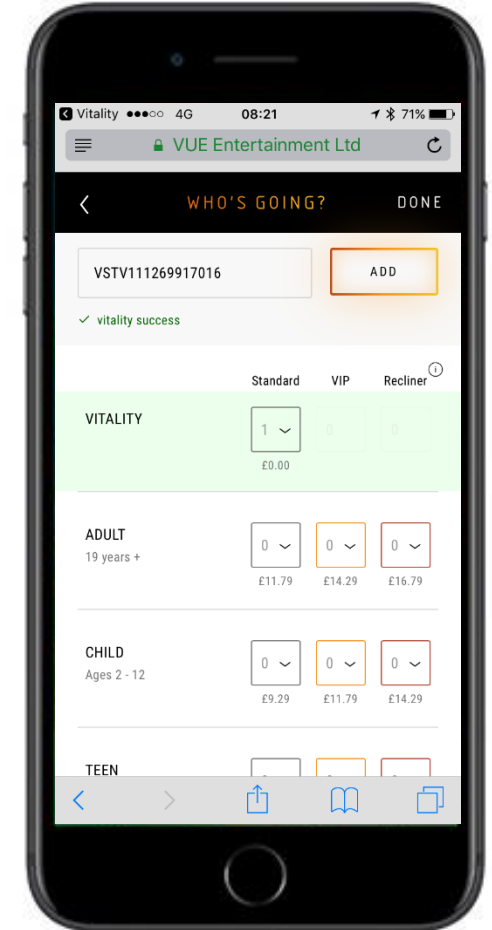 Vitality 4G 08:21 71%
VUE Entertainment Ltd
WHO'S GOING? DONE
VSTV111269917016 ADD
vitality success
Standard VIP Recliner i
VITALITY 1 0 0
£0.00
ADULT 0 0 0
19 years +
£11.79 £14.29 £16.79
CHILD 0 0 0
Ages 2 - 12
£9.29 £11.79 £14.29
TEEN